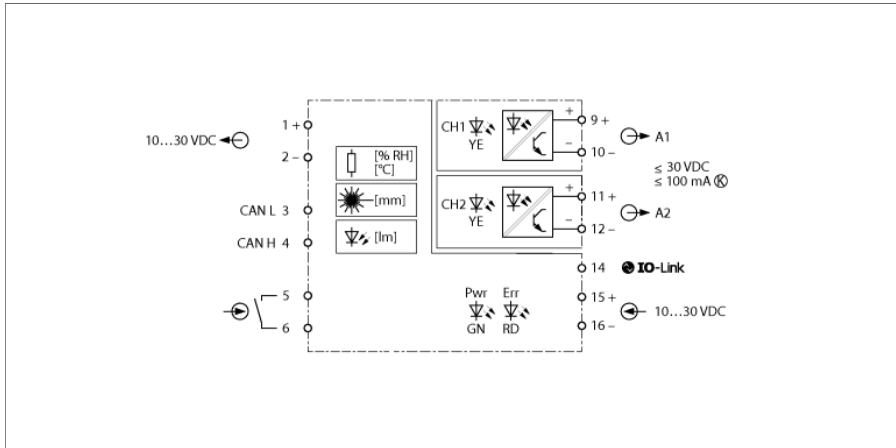 10…30 VDC
1 +
2 –
CAN L 3
CAN H 4
5
6
[% RH]
[°C]
[mm]
[lm]
CH1
YE
+
–
9 +
10 –
A1
≤ 30 VDC
≤ 100 mA Ⓚ
CH2
YE
+
–
11 +
12 –
A2
14 IO-Link
Pwr Err
GN RD
15 +
16 –
10…30 VDC